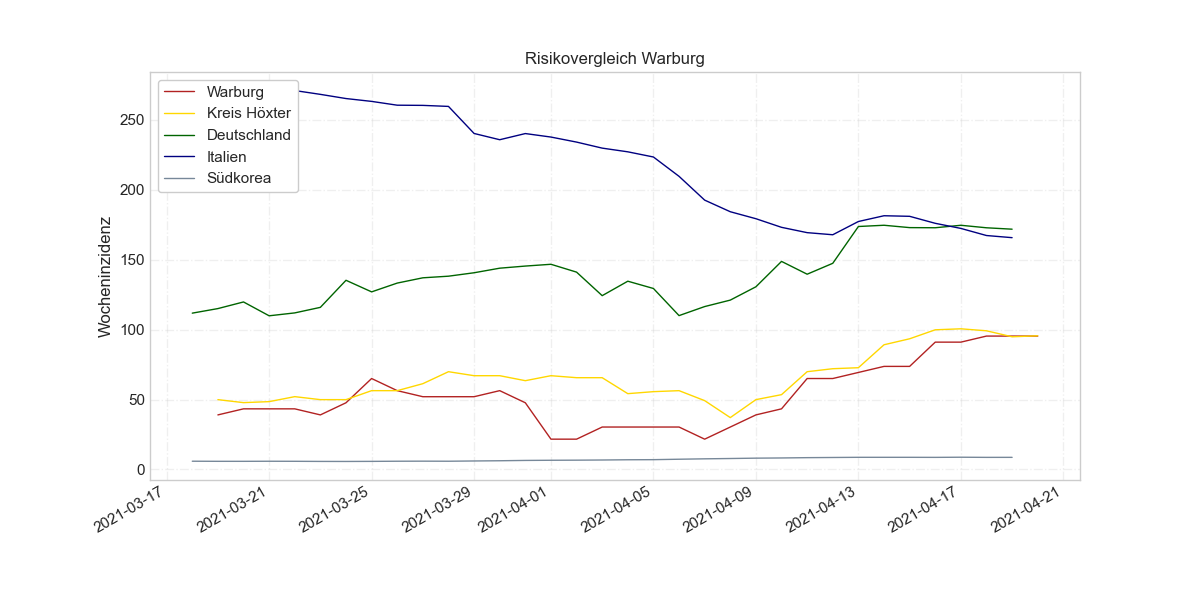 Risikovergleich Warburg
Warburg
Kreis Höxter
Deutschland
Italien
Südkorea
Wocheninzidenz
250
200
150
100
50
0
2021-03-17
2021-03-21
2021-03-25
2021-03-29
2021-04-01
2021-04-05
2021-04-09
2021-04-13
2021-04-17
2021-04-21